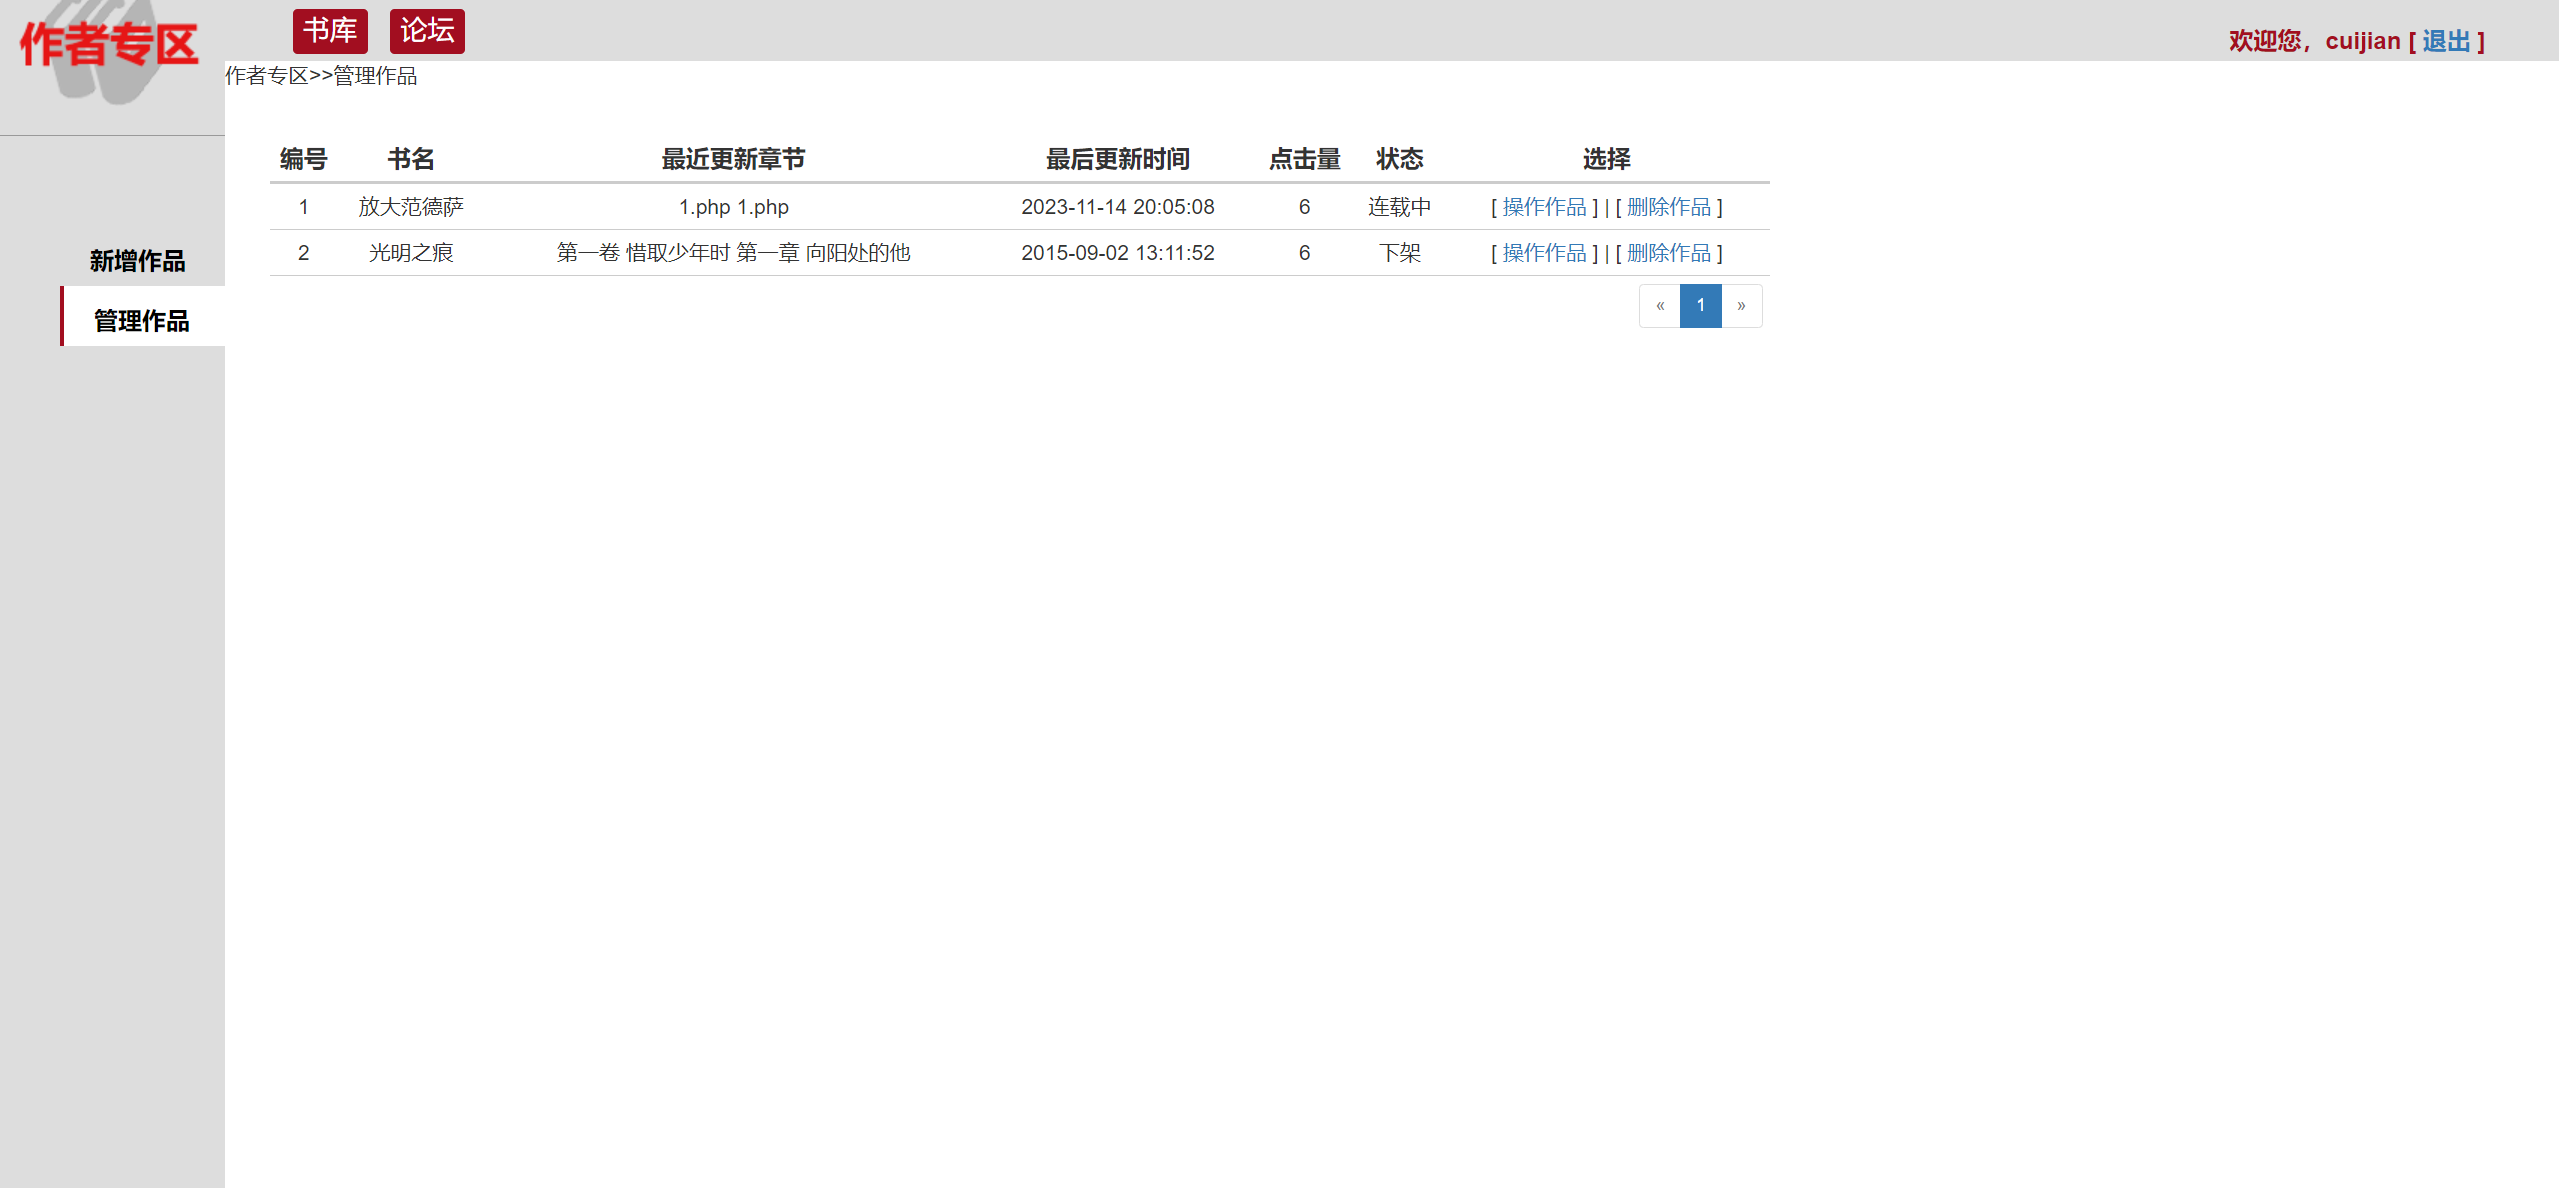 作者专区
书库 论坛
欢迎您，cuijian [ 退出 ]
作者专区>>管理作品
新增作品
管理作品
编号 书名 最近更新章节 最后更新时间 点击量 状态 选择
1 放大范德萨 1.php 1.php 2023-11-14 20:05:08 6 连载中 [ 操作作品 ] | [ 删除作品 ]
2 光明之痕 第一卷 惜取少年时 第一章 向阳处的他 2015-09-02 13:11:52 6 下架 [ 操作作品 ] | [ 删除作品 ]
« 1 »